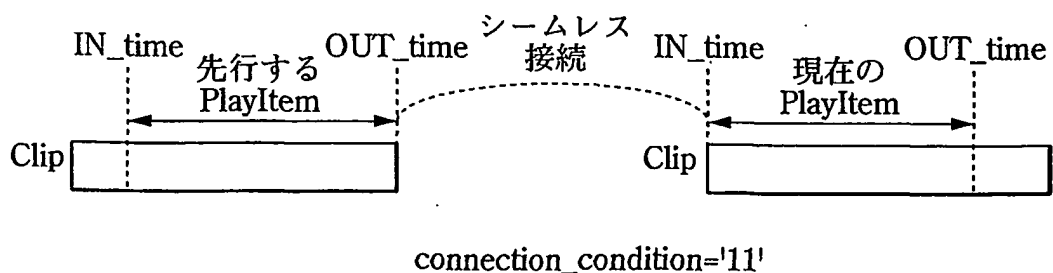 IN_time
OUT_time
シームレス
接続
IN_time
OUT_time
先行する
PlayItem
現在の
PlayItem
Clip
Clip
connection_condition='11'